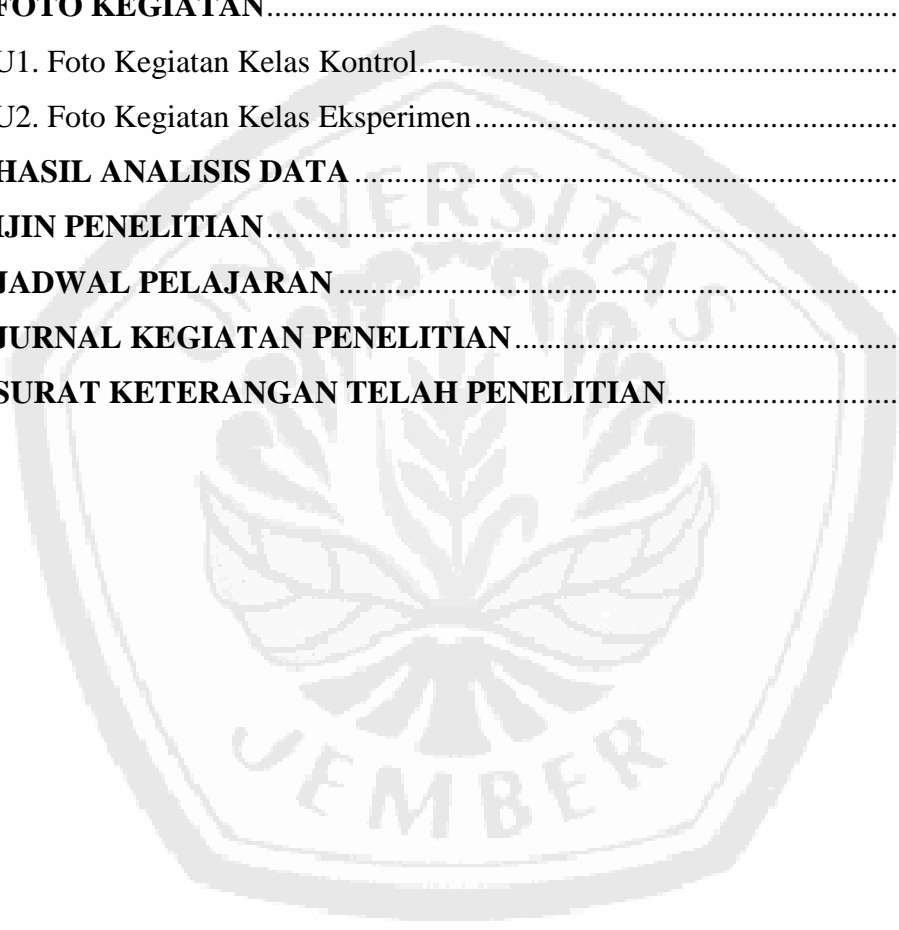 FOTO KEGIATAN........................................................................
U1. Foto Kegiatan Kelas Kontrol......................................................
U2. Foto Kegiatan Kelas Eksperimen...............................................
HASIL ANALISIS DATA.............................................................
IJIN PENELITIAN........................................................................
JADWAL PELAJARAN..............................................................
JURNAL KEGIATAN PENELITIAN..........................................
SURAT KETERANGAN TELAH PENELITIAN.........................
UNIVERSITAS
JEMBER